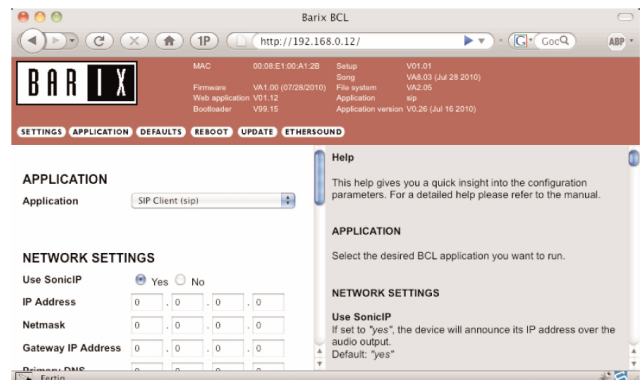 Barix BCL
1P
http://192.168.0.12/
G
GocQ
ABP
BARIX
MAC 00:08:E1:00:A1:2B
Firmware VA1.00 (07/28/2010)
Web application V01.12
Bootloader V99.15
Setup V01.01
Song VA8.03 (Jul 28 2010)
File system VA2.05
Application sip
Application version V0.26 (Jul 16 2010)
SETTINGS APPLICATION DEFAULTS REBOOT UPDATE ETHERSOUND
APPLICATION
Application SIP Client (sip)
NETWORK SETTINGS
Use SonicIP Yes No
IP Address 0 . 0 . 0 . 0
Netmask 0 . 0 . 0 . 0
Gateway IP Address 0 . 0 . 0 . 0
Primary DNS
Help
This help gives you a quick insight into the configuration
parameters. For a detailed help please refer to the manual.
APPLICATION
Select the desired BCL application you want to run.
NETWORK SETTINGS
Use SonicIP
If set to "yes", the device will announce its IP address over the
audio output.
Default: "yes"
Fertig